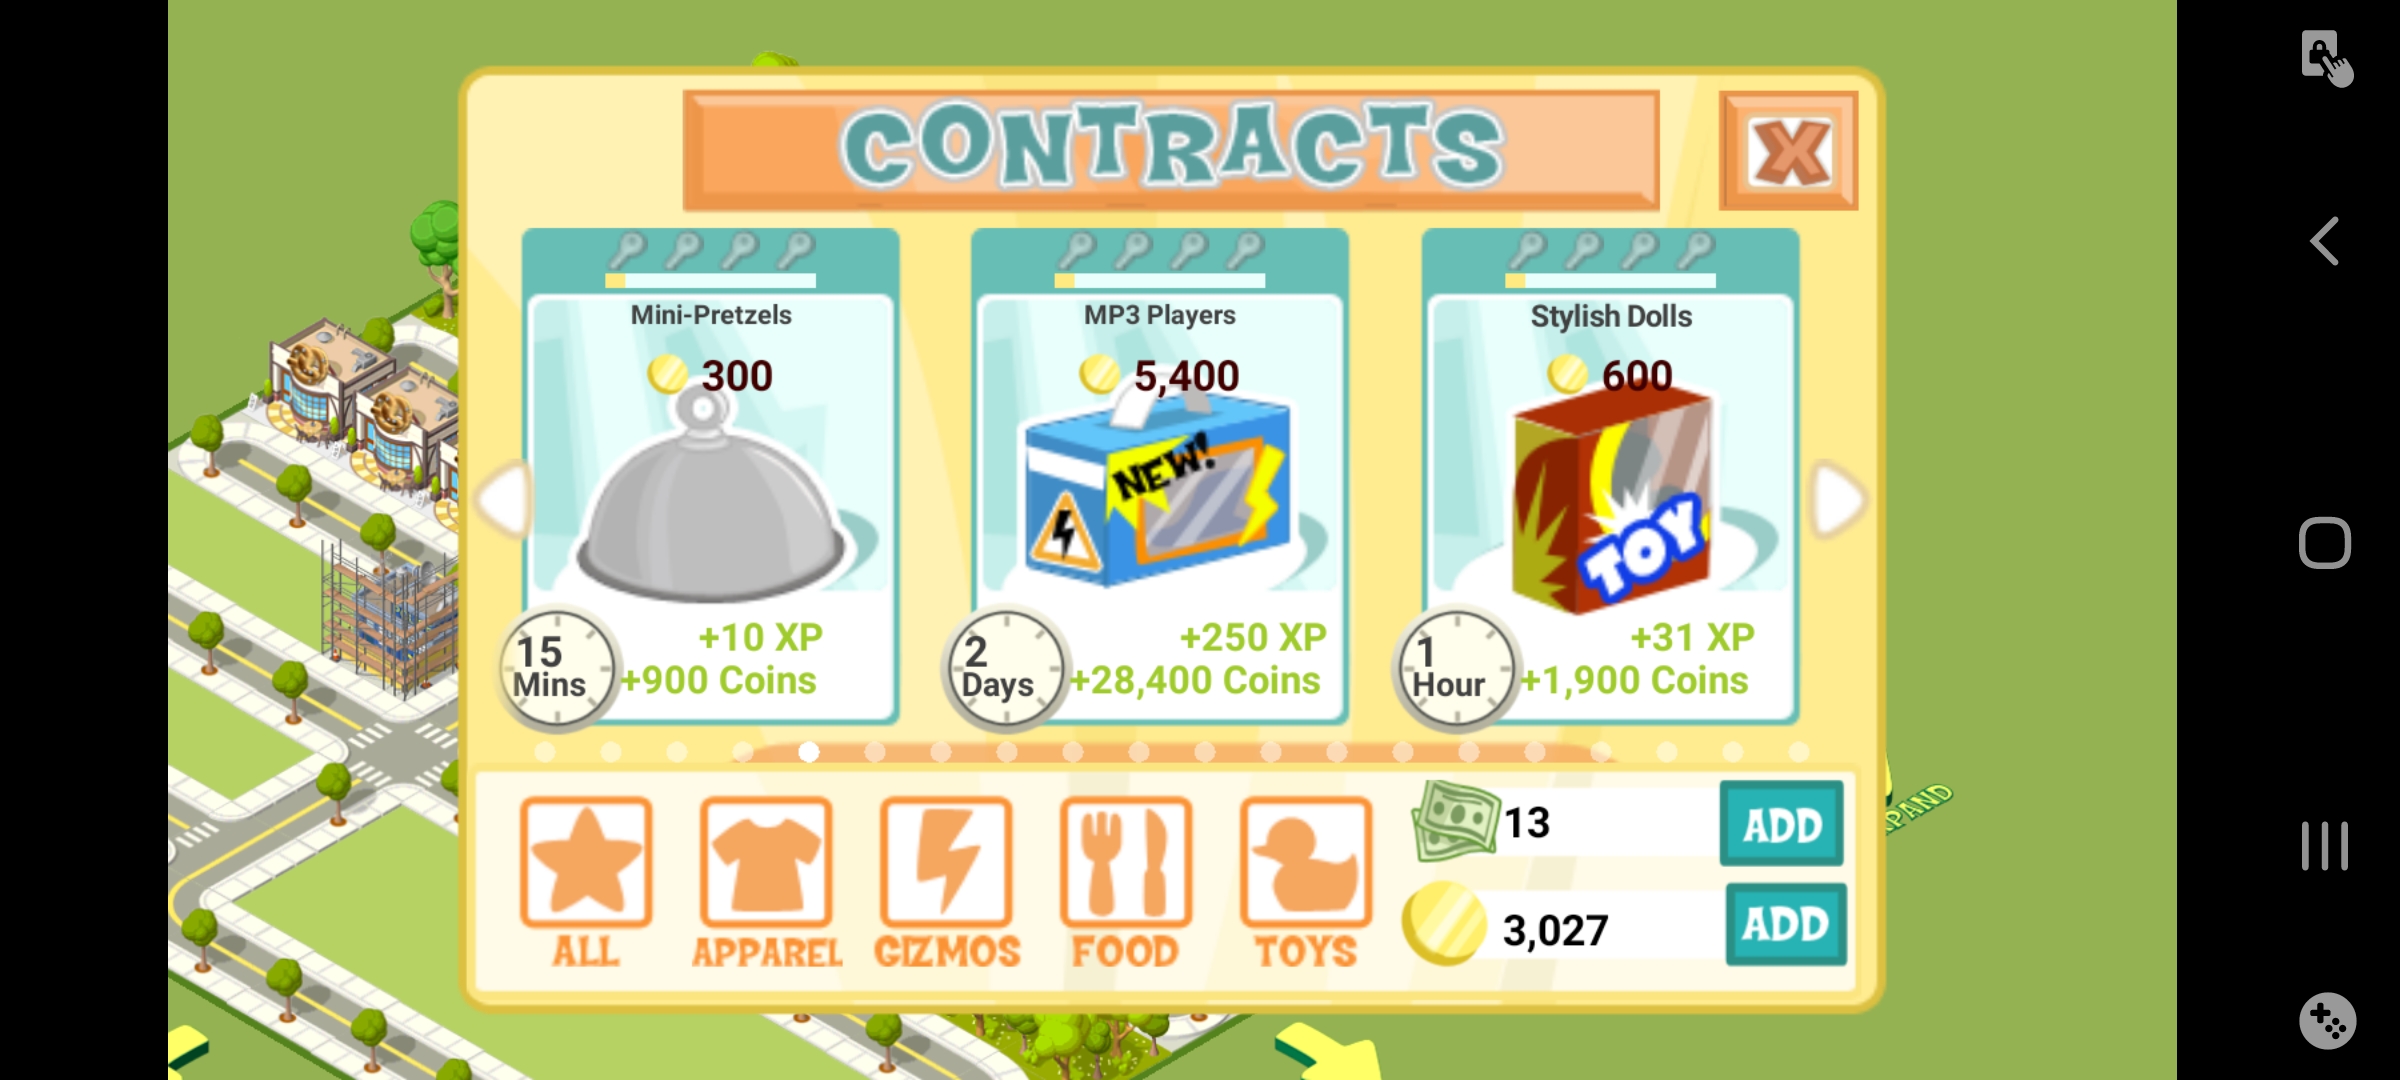 CONTRACTS
X
Mini-Pretzels
300
15
Mins
+10 XP
+900 Coins
MP3 Players
5,400
NEW!
2
Days
+250 XP
+28,400 Coins
Stylish Dolls
600
TOY
1
Hour
+31 XP
+1,900 Coins
ALL
APPAREL
GIZMOS
FOOD
TOYS
13
ADD
3,027
ADD
PAND